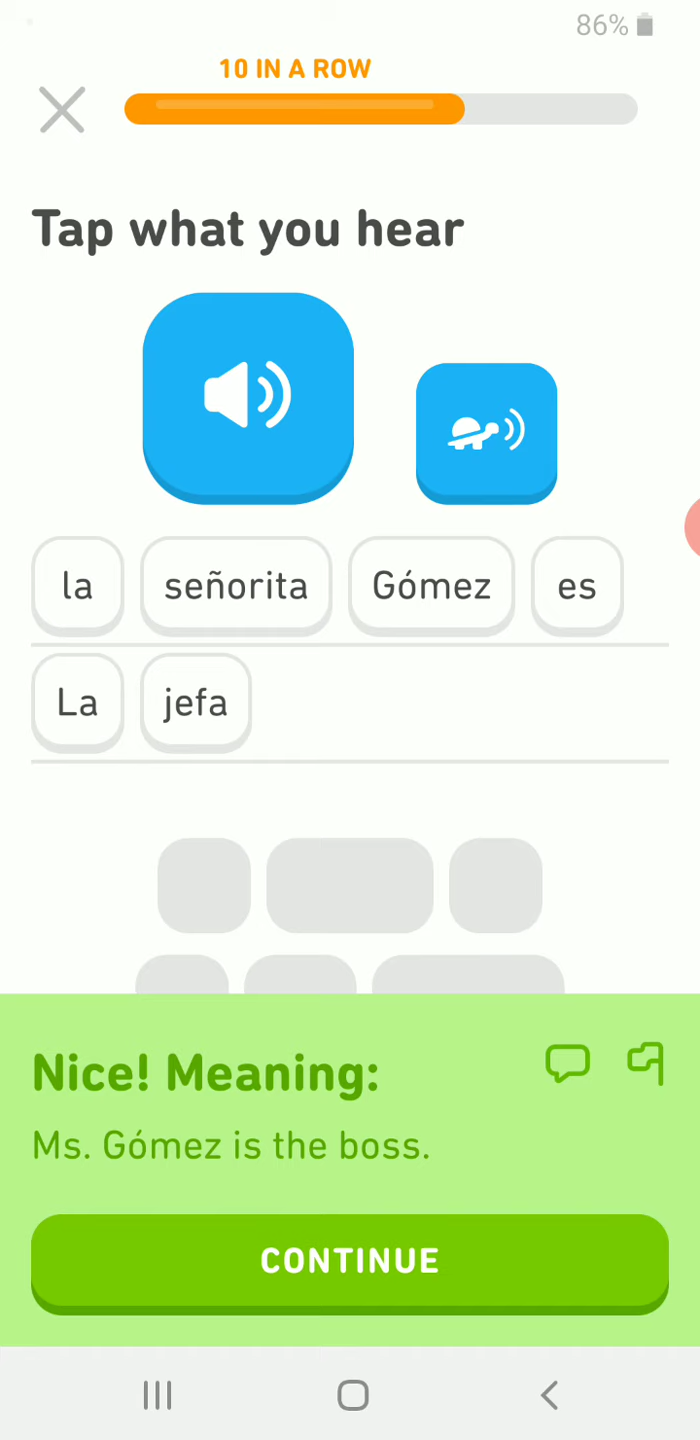 86%
10 IN A ROW
Tap what you hear
la señorita Gómez es
La jefa
Nice! Meaning:
Ms. Gómez is the boss.
CONTINUE